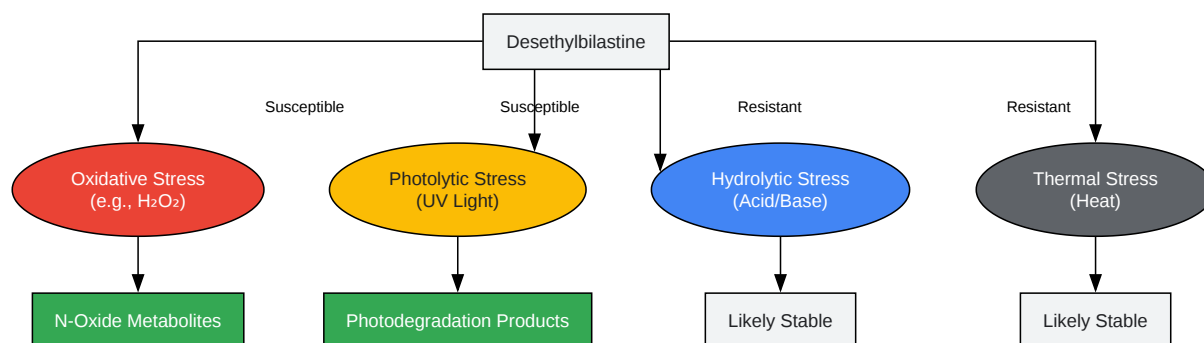 Desethylbilastine
Susceptible
Susceptible
Resistant
Resistant
Oxidative Stress
(e.g., H₂O₂)
Photolytic Stress
(UV Light)
Hydrolytic Stress
(Acid/Base)
Thermal Stress
(Heat)
N-Oxide Metabolites
Photodegradation Products
Likely Stable
Likely Stable